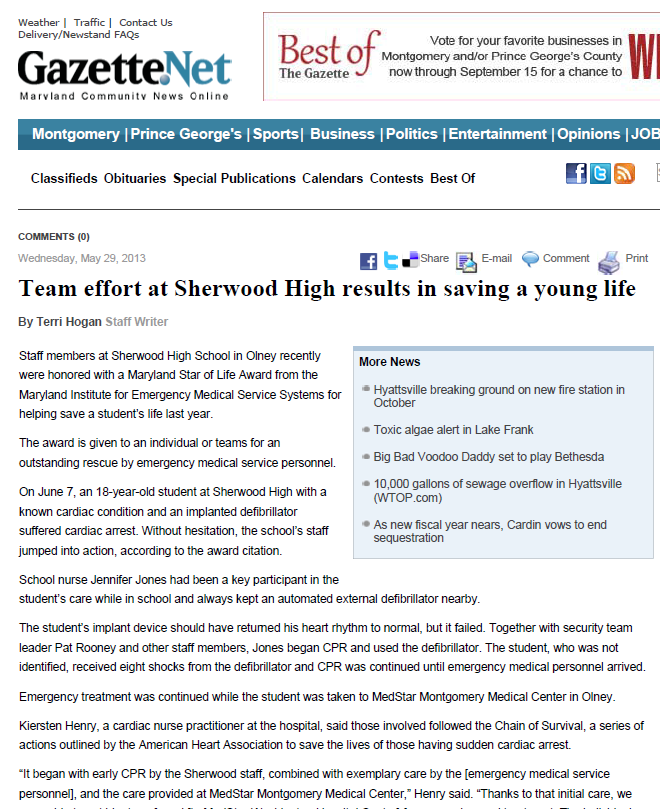 Weather | Traffic | Contact Us
Delivery/Newstand FAQs
Gazette.Net
Maryland Community News Online
Best of
The Gazette
Vote for your favorite businesses in
Montgomery and/or Prince George's County
now through September 15 for a chance to
Montgomery | Prince George's | Sports | Business | Politics | Entertainment | Opinions | JOB
Classifieds Obituaries Special Publications Calendars Contests Best Of
COMMENTS (0)
Wednesday, May 29, 2013
Share E-mail Comment Print
Team effort at Sherwood High results in saving a young life
By Terri Hogan Staff Writer
Staff members at Sherwood High School in Olney recently
were honored with a Maryland Star of Life Award from the
Maryland Institute for Emergency Medical Service Systems for
helping save a student's life last year.
The award is given to an individual or teams for an
outstanding rescue by emergency medical service personnel.
On June 7, an 18-year-old student at Sherwood High with a
known cardiac condition and an implanted defibrillator
suffered cardiac arrest. Without hesitation, the school's staff
jumped into action, according to the award citation.
More News
Hyattsville breaking ground on new fire station in
October
Toxic algae alert in Lake Frank
Big Bad Voodoo Daddy set to play Bethesda
10,000 gallons of sewage overflow in Hyattsville
(WTOP.com)
As new fiscal year nears, Cardin vows to end
sequestration
School nurse Jennifer Jones had been a key participant in the
student's care while in school and always kept an automated external defibrillator nearby.
The student's implant device should have returned his heart rhythm to normal, but it failed. Together with security team
leader Pat Rooney and other staff members, Jones began CPR and used the defibrillator. The student, who was not
identified, received eight shocks from the defibrillator and CPR was continued until emergency medical personnel arrived.
Emergency treatment was continued while the student was taken to MedStar Montgomery Medical Center in Olney.
Kiersten Henry, a cardiac nurse practitioner at the hospital, said those involved followed the Chain of Survival, a series of
actions outlined by the American Heart Association to save the lives of those having sudden cardiac arrest.
“It began with early CPR by the Sherwood staff, combined with exemplary care by the [emergency medical service
personnel], and the care provided at MedStar Montgomery Medical Center,” Henry said. “Thanks to that initial care, we